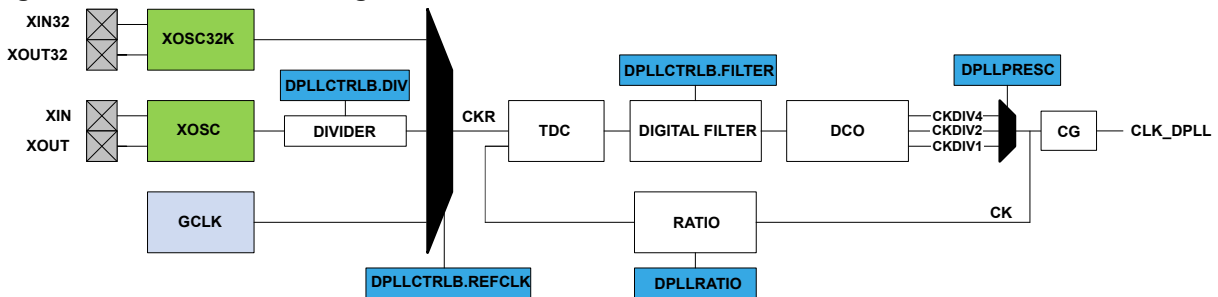 XIN32
XOUT32
XOSC32K
DPLLCTRLB.DIV
DPLLCTRLB.FILTER
DPLLPRESC
XIN
XOUT
XOSC
DIVIDER
CKR
TDC
DIGITAL FILTER
DCO
CKDIV4
CKDIV2
CKDIV1
CG
CLK_DPLL
GCLK
RATIO
CK
DPLLCTRLB.REFCLK
DPLLRATIO